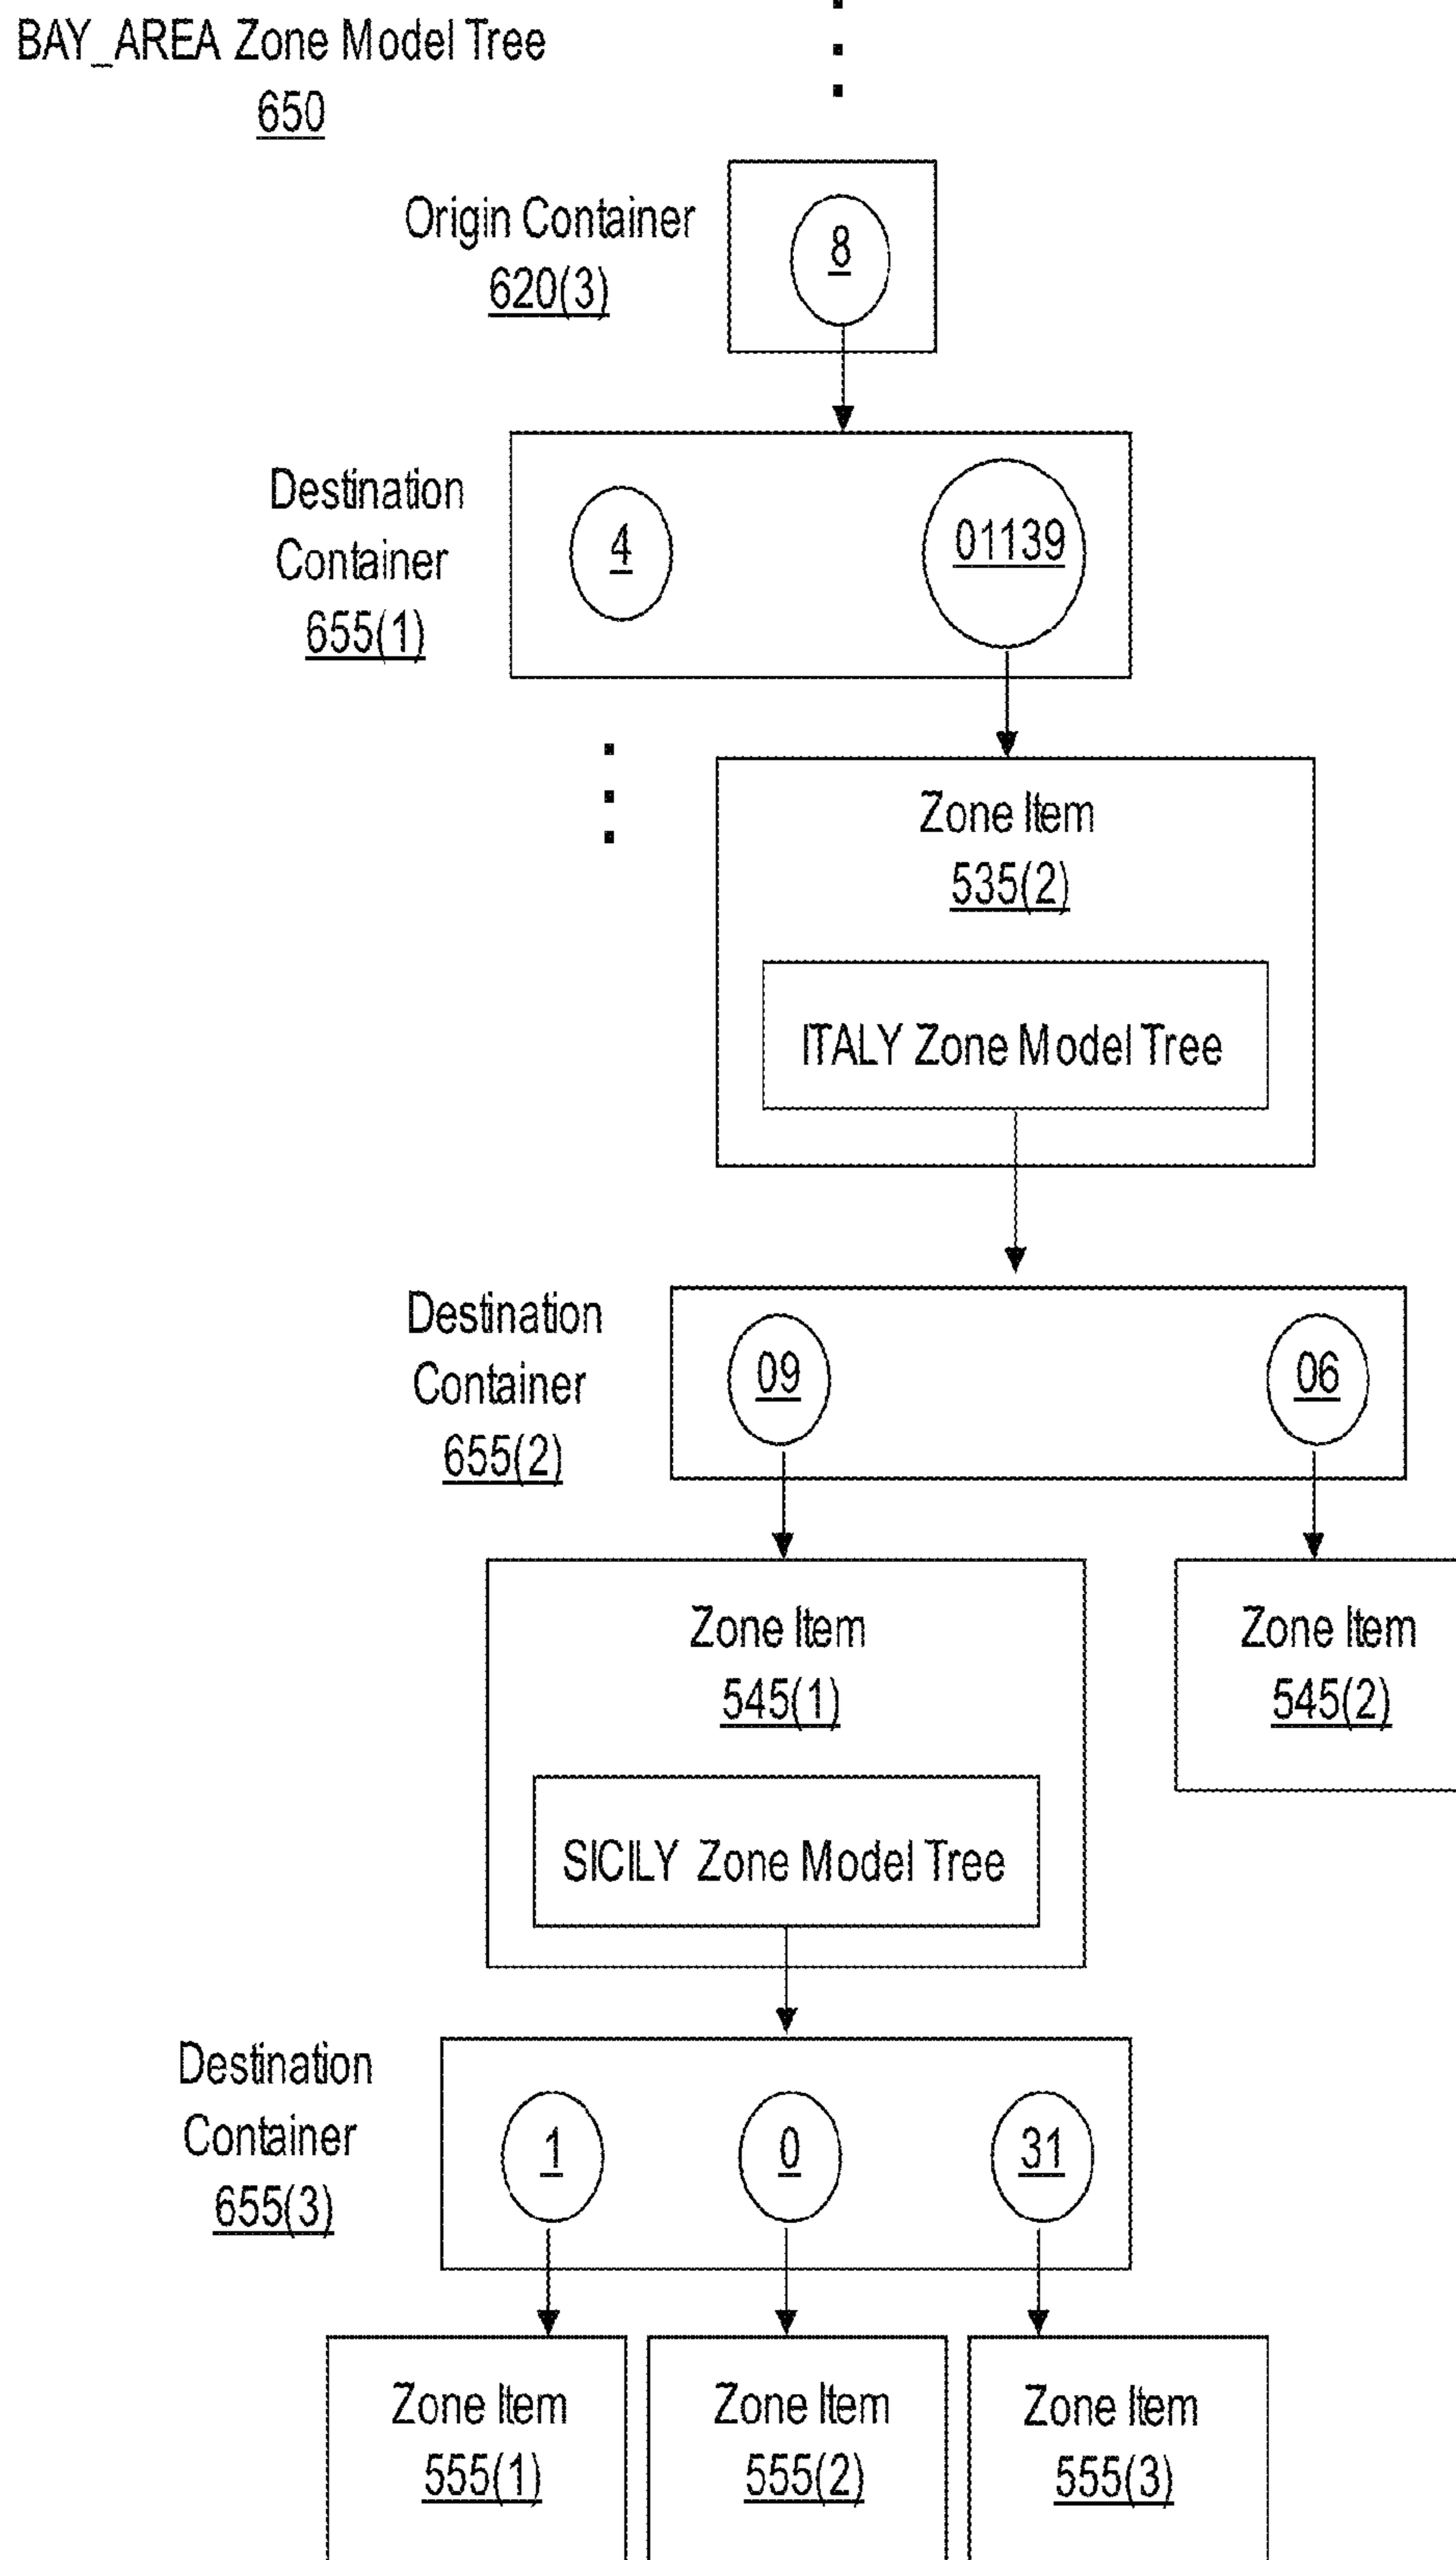 BAY_AREA Zone Model Tree
650
Origin Container
620(3)
8
Destination
Container
655(1)
4
01139
Zone Item
535(2)
ITALY Zone Model Tree
Destination
Container
655(2)
09
06
Zone Item
545(1)
Zone Item
545(2)
SICILY Zone Model Tree
Destination
Container
655(3)
1
0
31
Zone Item
555(1)
Zone Item
555(2)
Zone Item
555(3)